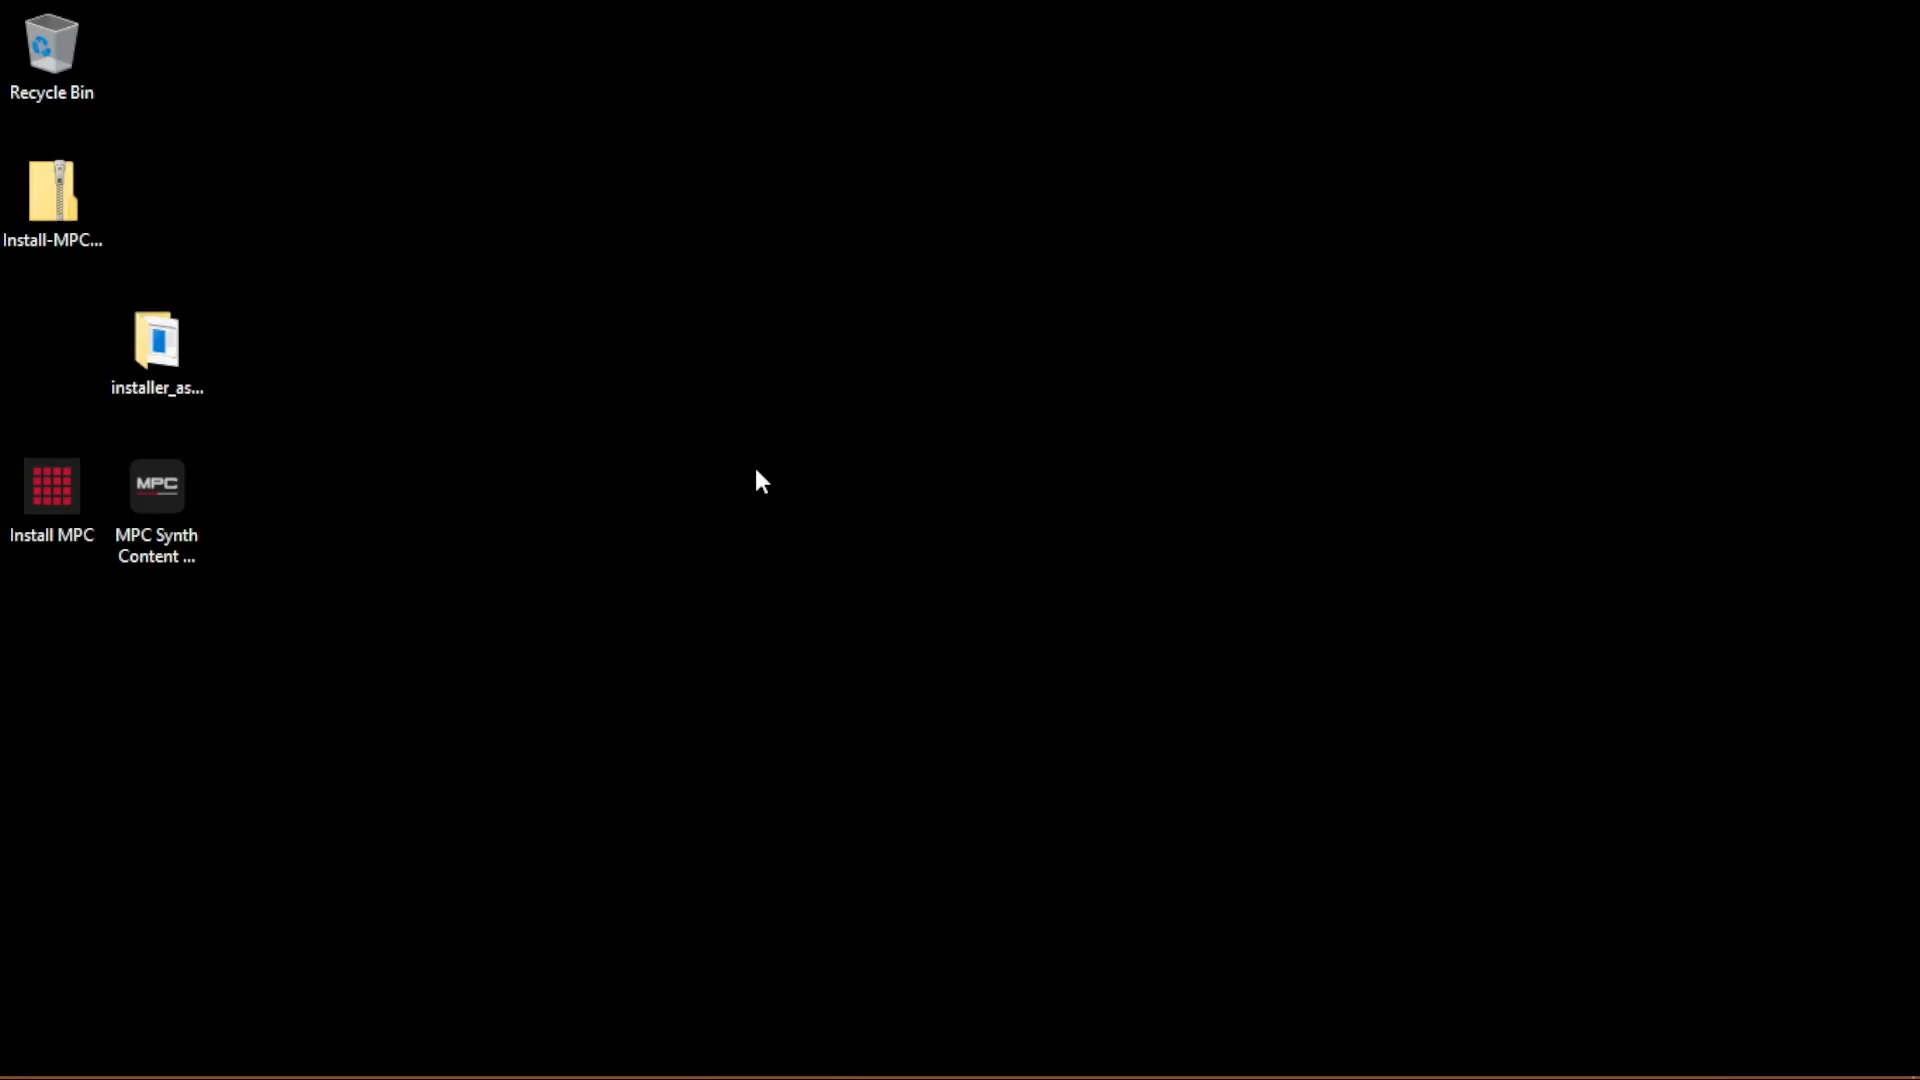 Recycle Bin
Install-MPC...
installer_as...
Install MPC
MPC
MPC Synth
Content ...